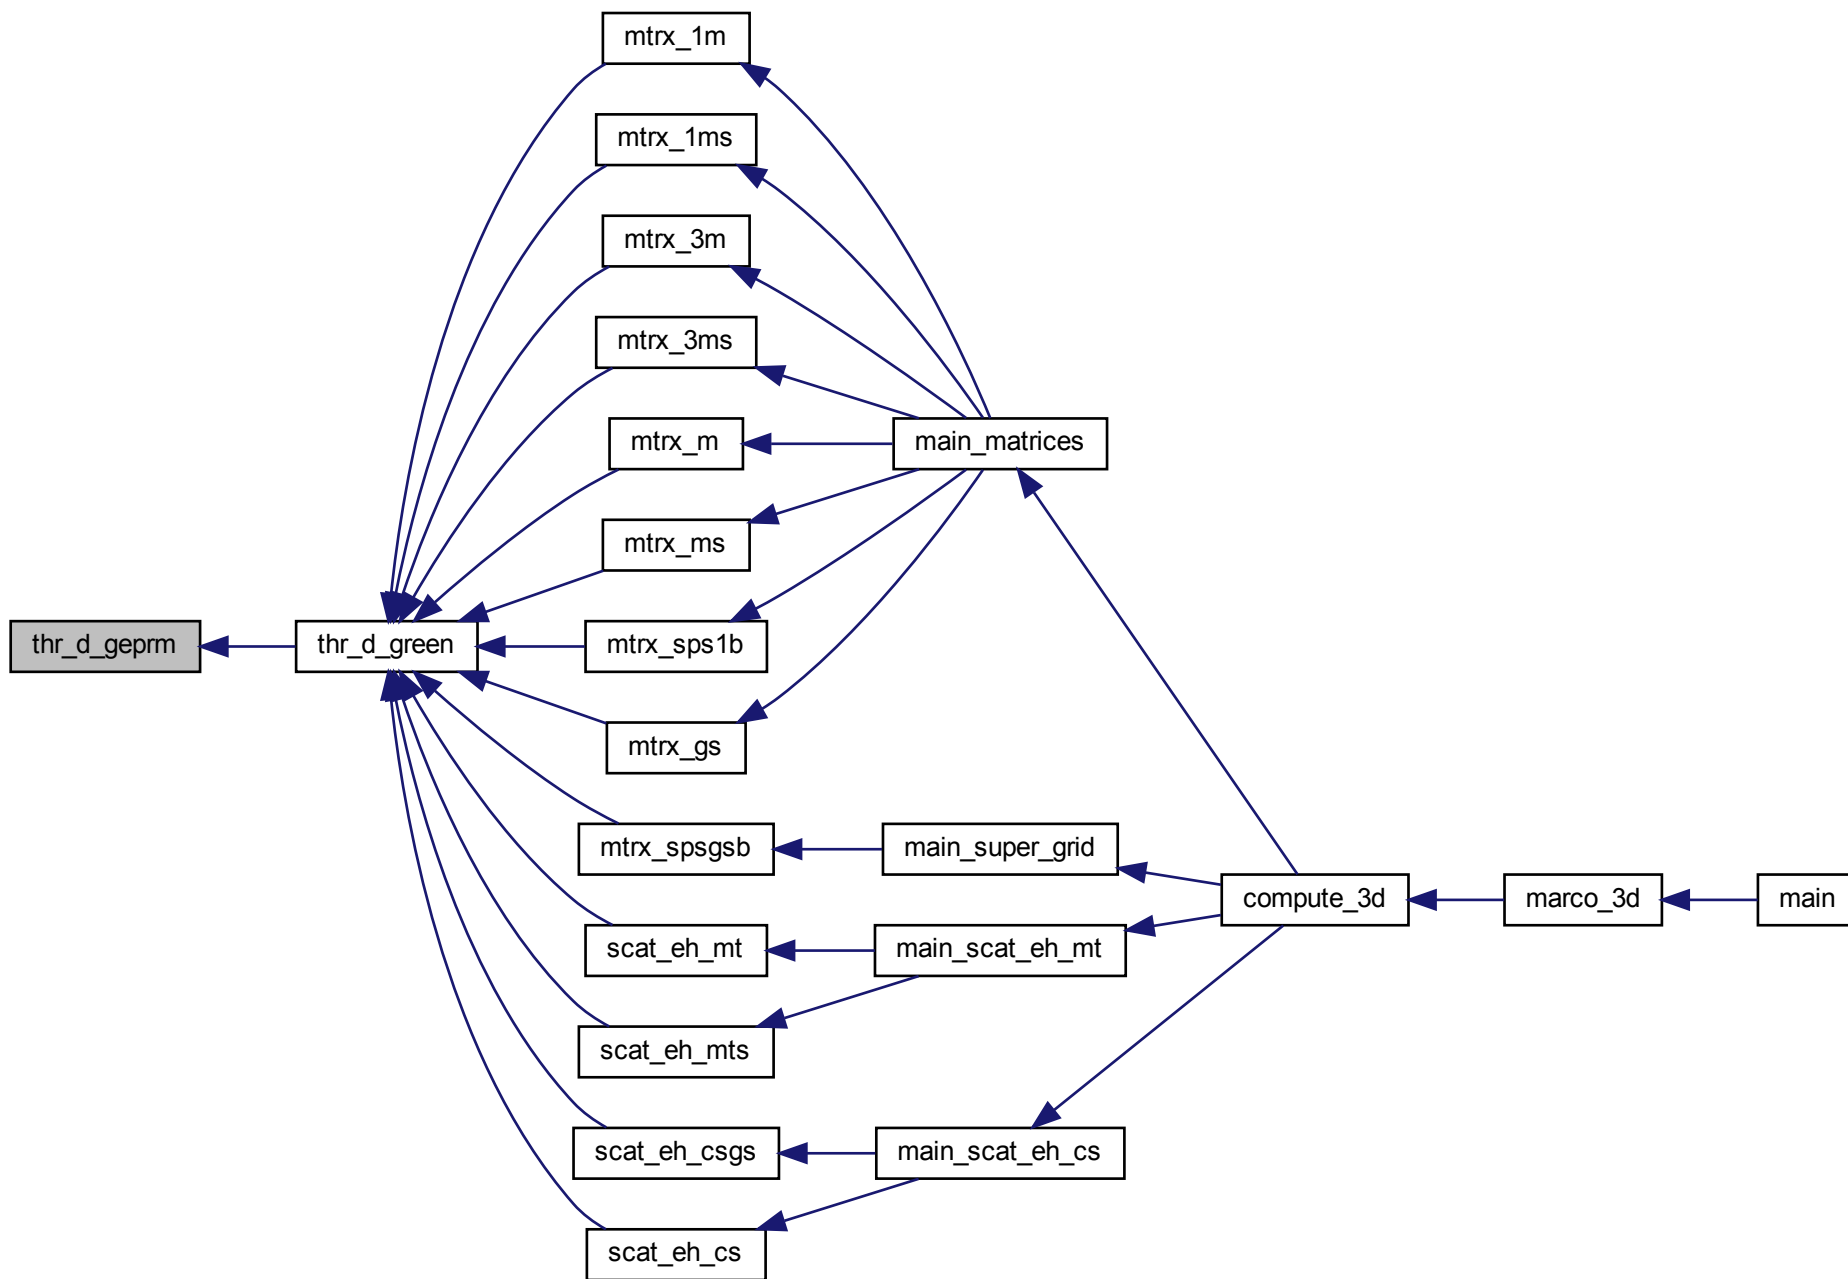 mtrx_1m
mtrx_1ms
mtrx_3m
mtrx_3ms
mtrx_m
main_matrices
mtrx_ms
thr_d_geprm
thr_d_green
mtrx_sps1b
mtrx_gs
mtrx_spsgsb
main_super_grid
compute_3d
marco_3d
main
scat_eh_mt
main_scat_eh_mt
scat_eh_mts
scat_eh_csgs
main_scat_eh_cs
scat_eh_cs